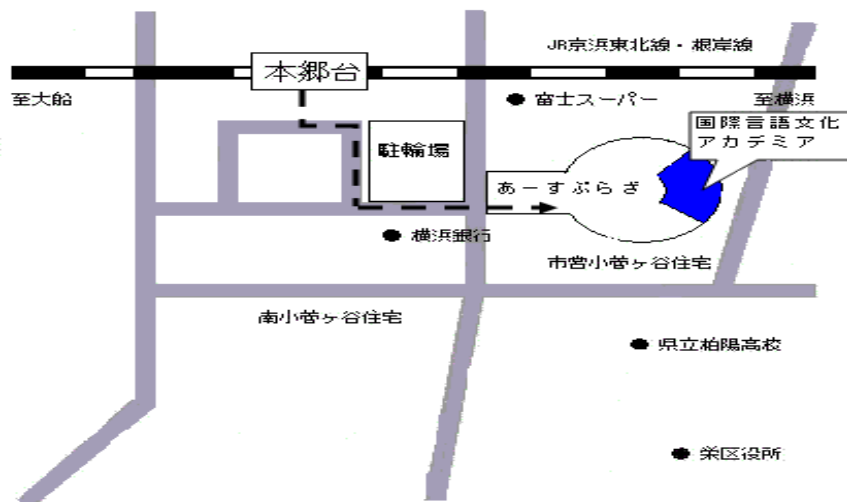 JR京浜東北線・根岸線
本郷台
至大船
富士スーパー
至横浜
国際言語文化
アカデミア
駐輪場
あーすぷらざ
横浜銀行
市営小菅ヶ谷住宅
南小菅ヶ谷住宅
県立柏陽高校
栄区役所